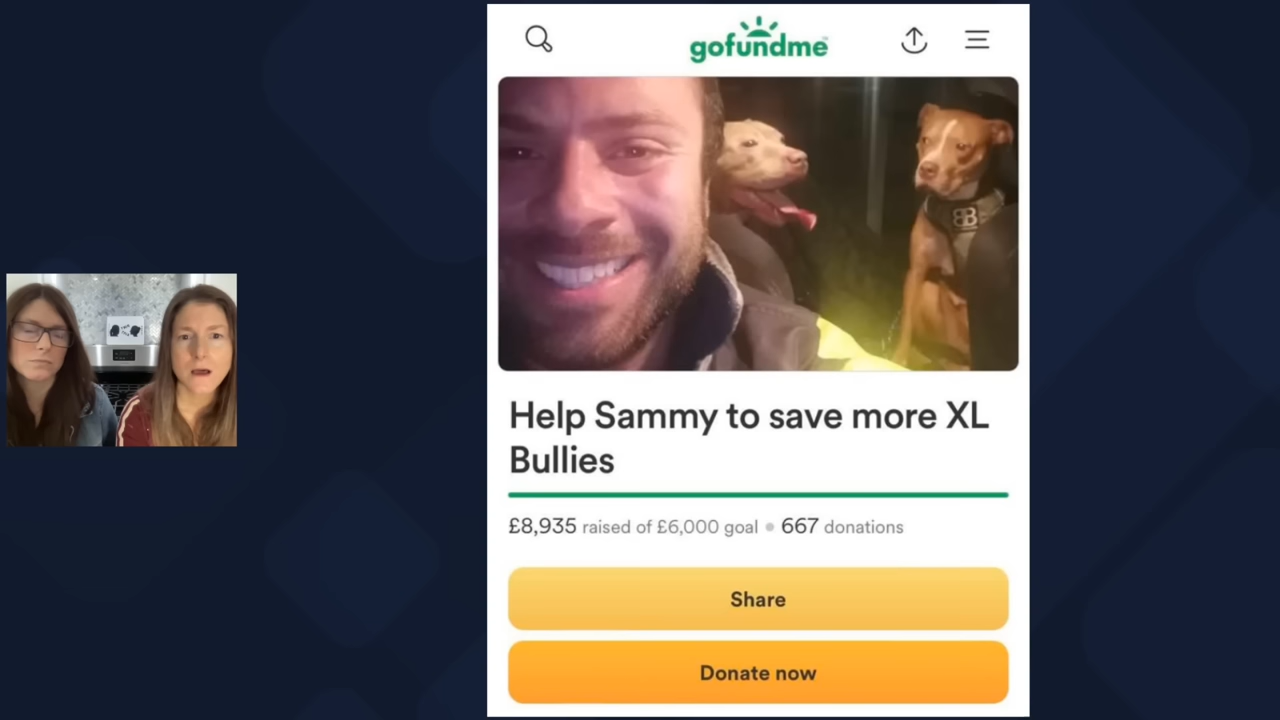 gofundme
Help Sammy to save more XL
Bullies
£8,935 raised of £6,000 goal • 667 donations
Share
Donate now